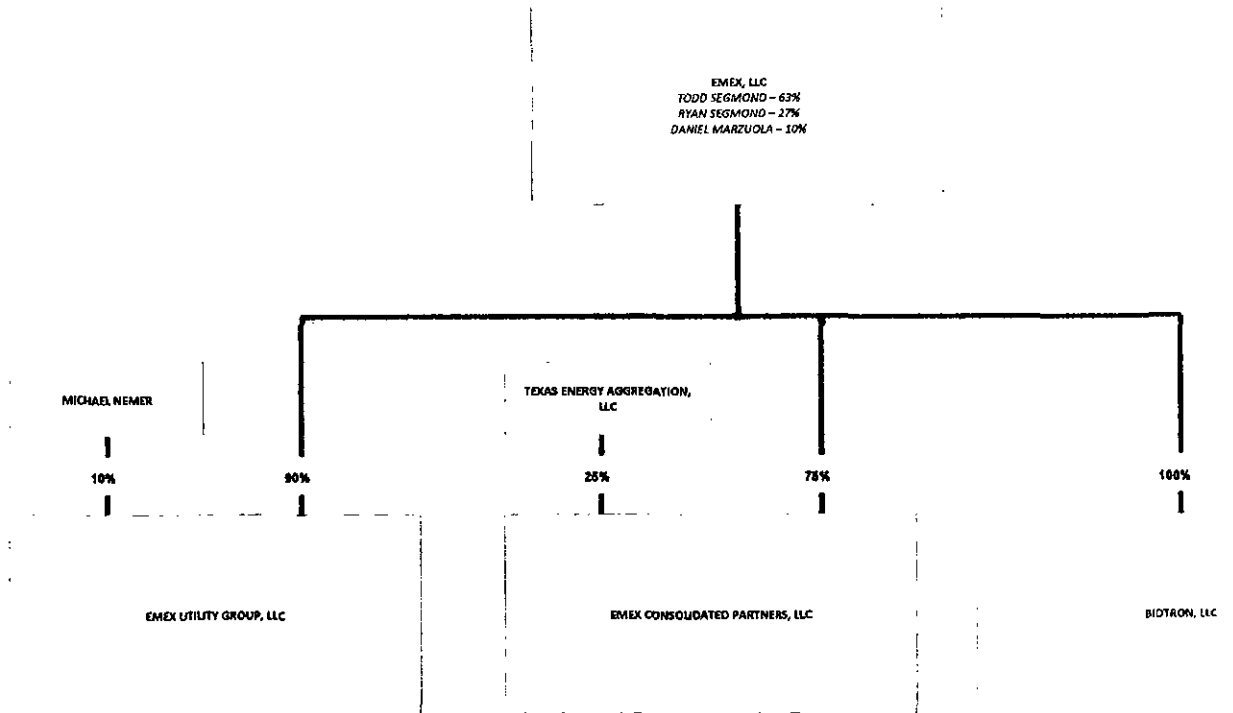 EMEX, LLC
TODD SEGMOND – 63%
RYAN SEGMOND – 27%
DANIEL MARZUOLA – 10%
MICHAEL NEMER
TEXAS ENERGY AGGREGATION,
LLC
10%
90%
25%
75%
100%
EMEX UTILITY GROUP, LLC
EMEX CONSOLIDATED PARTNERS, LLC
BIDTRON, LLC